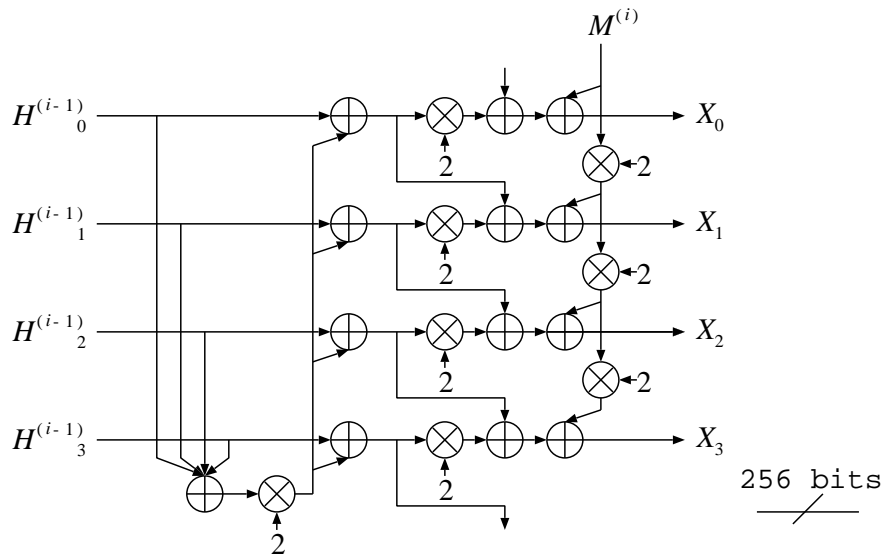 M^(i)
H^(i-1)_0
X_0
2
2
H^(i-1)_1
X_1
2
2
H^(i-1)_2
X_2
2
2
H^(i-1)_3
X_3
2
256 bits
2